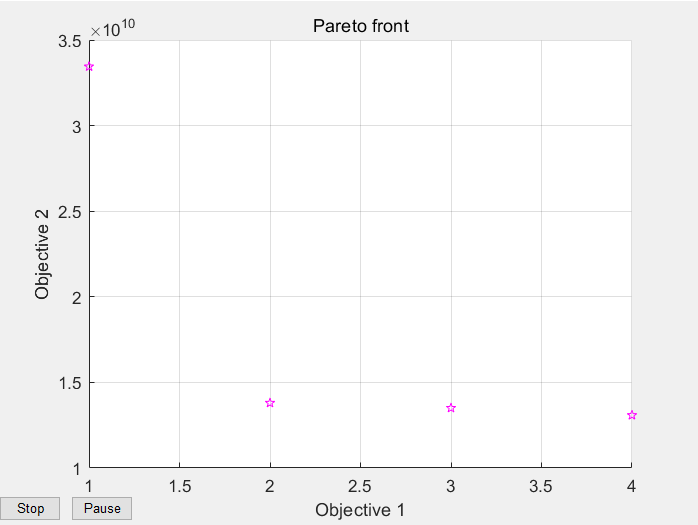 Pareto front
×10^10
3.5
3
2.5
2
1.5
1
Objective 2
1 1.5 2 2.5 3 3.5 4
Objective 1
Stop Pause